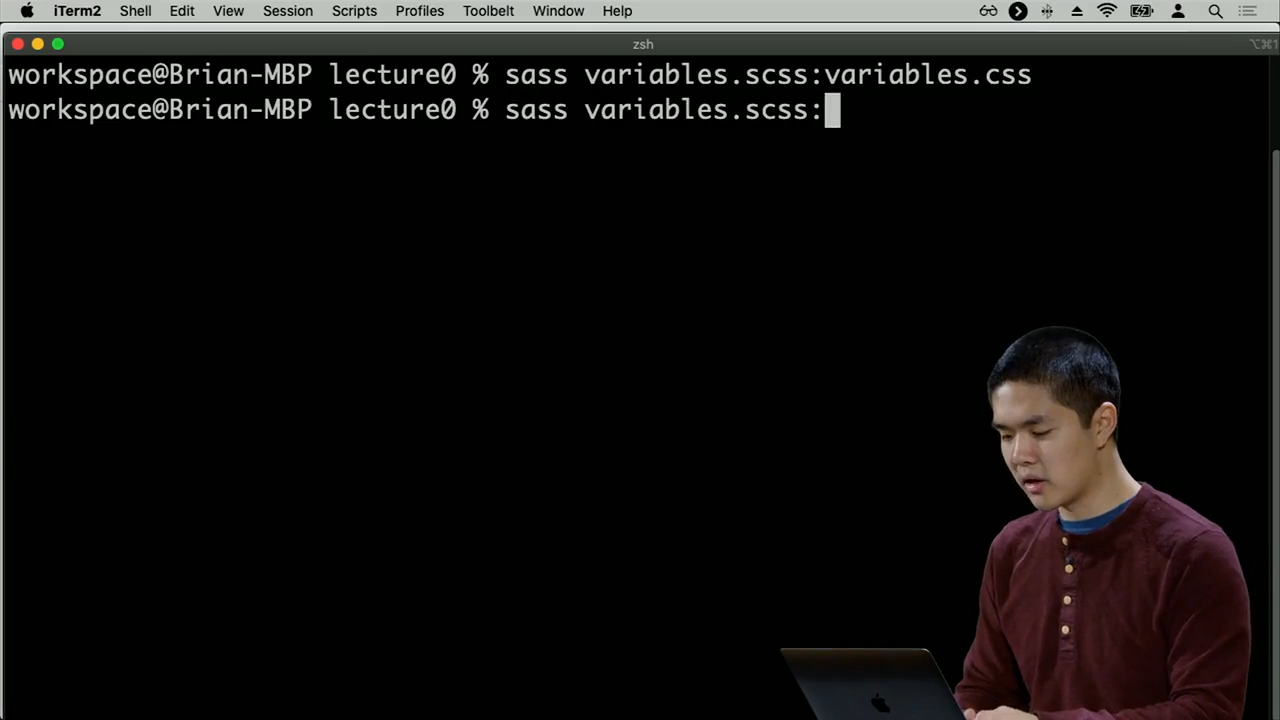 iTerm2 Shell Edit View Session Scripts Profiles Toolbelt Window Help
zsh ⌥⌘1
workspace@Brian-MBP lecture0 % sass variables.scss:variables.css
workspace@Brian-MBP lecture0 % sass variables.scss: